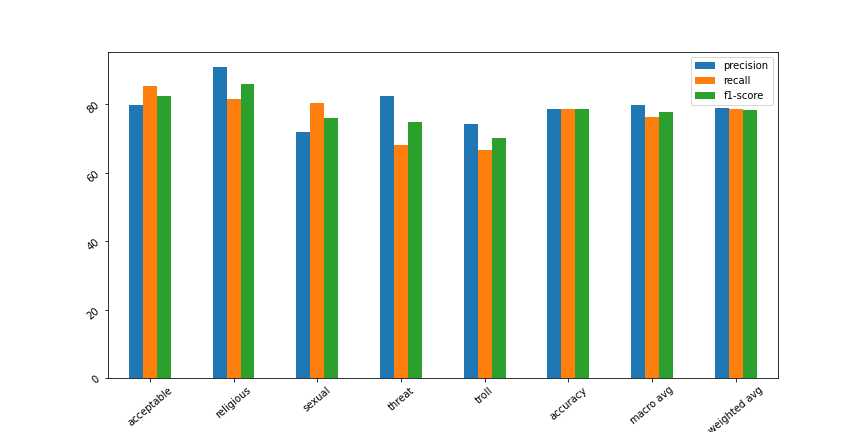 precision
recall
f1-score
80
60
40
20
0
acceptable
religious
sexual
threat
troll
accuracy
macro avg
weighted avg